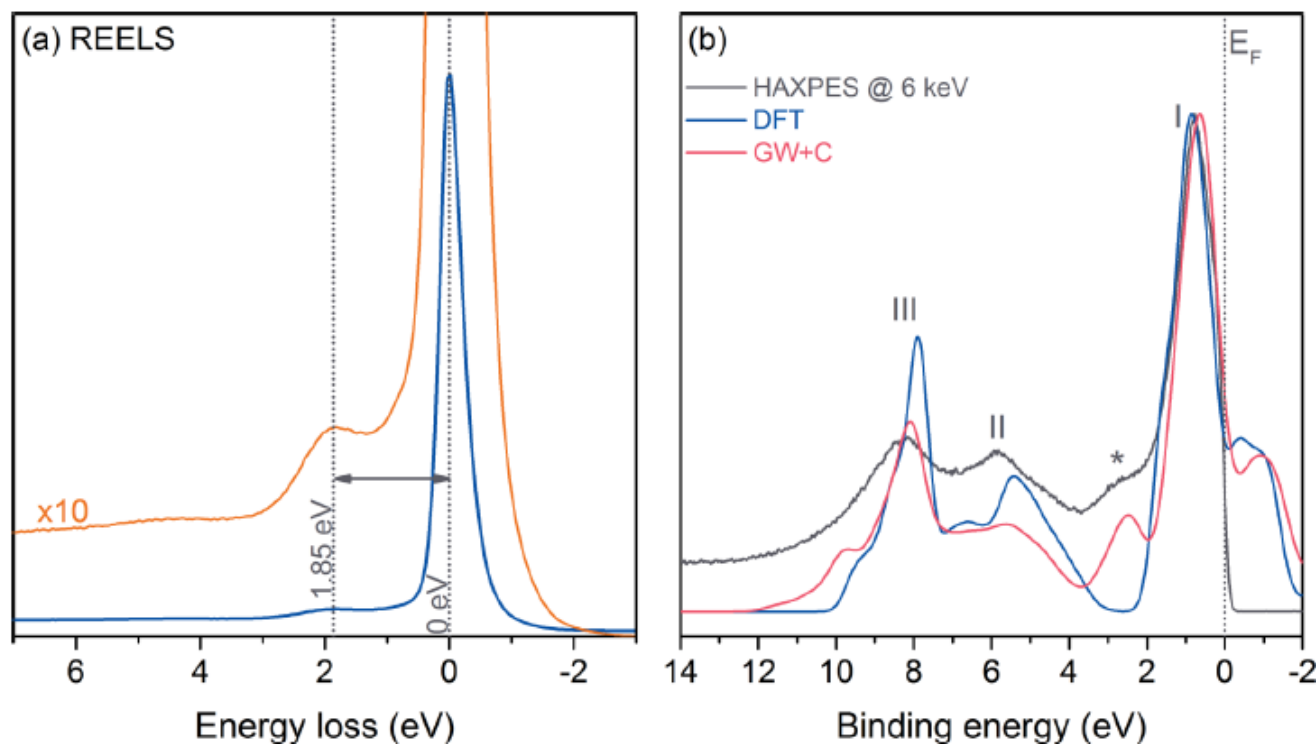 (a) REELS
x10
1.85 eV
0 eV
6 4 2 0 -2
Energy loss (eV)
(b)
E_F
HAXPES @ 6 keV
DFT
GW+C
I
III
II
*
14 12 10 8 6 4 2 0 -2
Binding energy (eV)